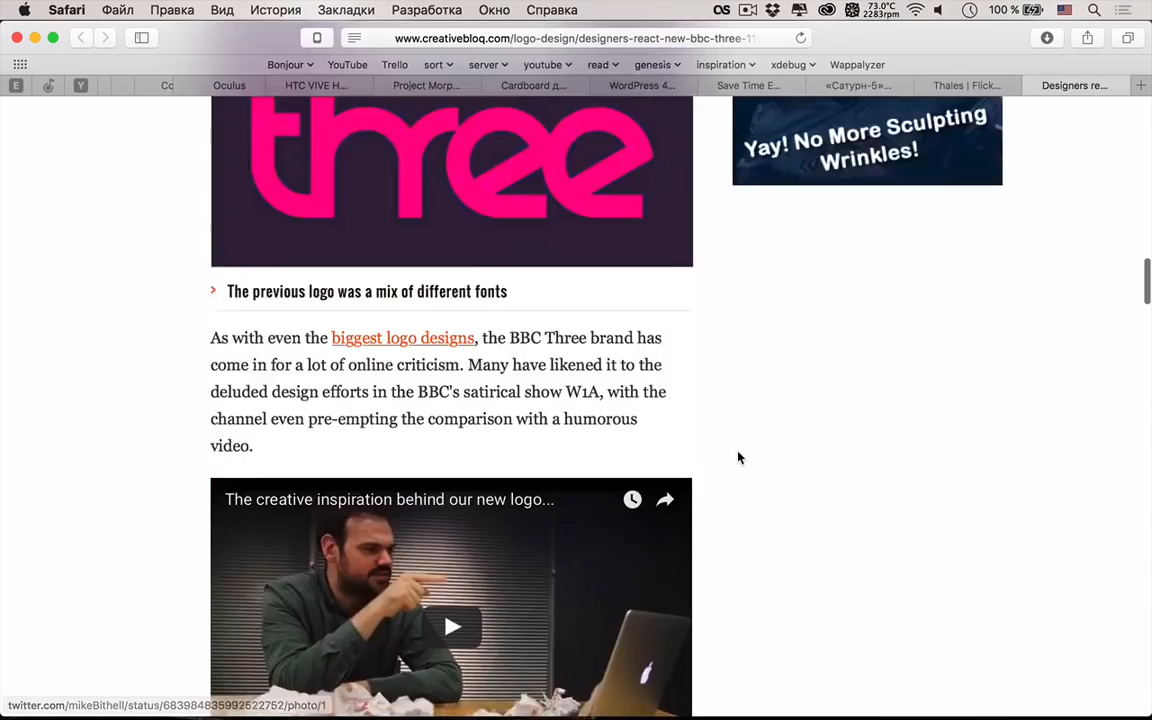 Safari Файл Правка Вид История Закладки Разработка Окно Справка
OS 73.0°C 2283rpm 100 %
www.creativebloq.com/logo-design/designers-react-new-bbc-three-11
Bonjour YouTube Trello sort server youtube read genesis inspiration xdebug Wappalyzer
E Y Cc Oculus HTC VIVE H... Project Morp... Cardboard д... WordPress 4... Save Time E... «Сатурн-5»... Thales | Flick... Designers re...
three
Yay! No More Sculpting
Wrinkles!
The previous logo was a mix of different fonts
As with even the biggest logo designs, the BBC Three brand has
come in for a lot of online criticism. Many have likened it to the
deluded design efforts in the BBC's satirical show W1A, with the
channel even pre-empting the comparison with a humorous
video.
The creative inspiration behind our new logo...
twitter.com/mikeBithell/status/683984835992522752/photo/1